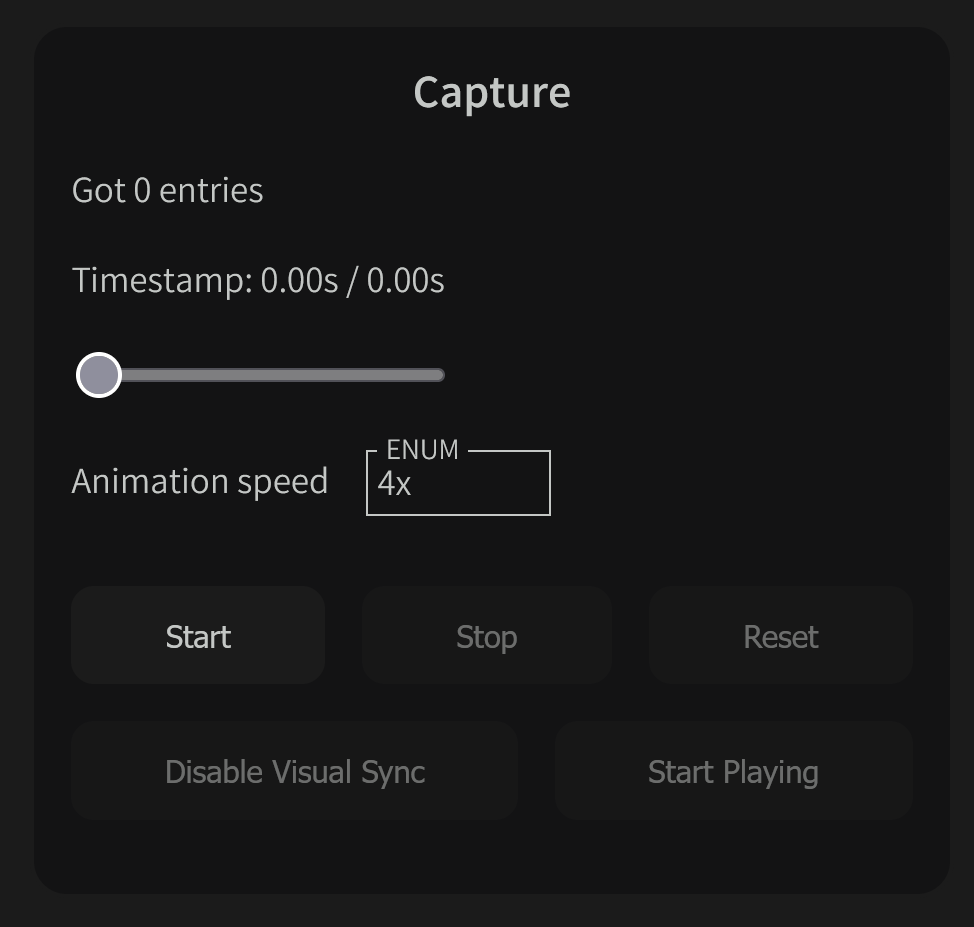 Capture
Got 0 entries
Timestamp: 0.00s / 0.00s
ENUM
Animation speed 4x
Start Stop Reset
Disable Visual Sync Start Playing